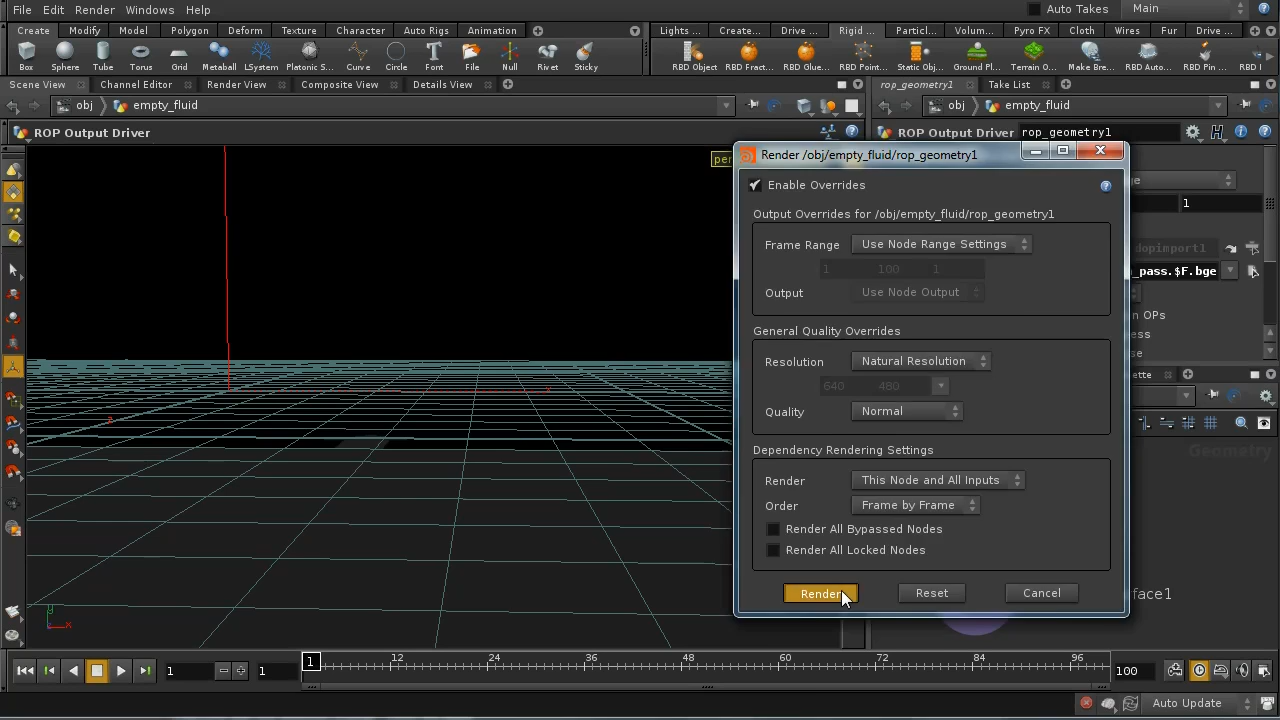 File Edit Render Windows Help Auto Takes Main
Create Modify Model Polygon Deform Texture Character Auto Rigs Animation Lights ... Create... Drive ... Rigid ... Particl... Volum... Pyro FX Cloth Wires Fur Drive ...
Box Sphere Tube Torus Grid Metaball LSystem Platonic S... Curve Circle Font File Null Rivet Sticky RBD Object RBD Fract... RBD Glue... RBD Point... Static Obj... Ground Pl... Terrain O... Make Bre... RBD Auto... RBD Pin ... RBD I
Scene View Channel Editor Render View Composite View Details View rop_geometry1 Take List
obj empty_fluid obj empty_fluid
ROP Output Driver ROP Output Driver rop_geometry1
Render /obj/empty_fluid/rop_geometry1
Enable Overrides
Output Overrides for /obj/empty_fluid/rop_geometry1
Frame Range Use Node Range Settings
1 100 1
Output Use Node Output
General Quality Overrides
Resolution Natural Resolution
640 480
Quality Normal
Dependency Rendering Settings
Render This Node and All Inputs
Order Frame by Frame
Render All Bypassed Nodes
Render All Locked Nodes
Render Reset Cancel
per
ge
1
dopimport1
_pass.$F.bge
n OPs
ess
ge
ette
Geometry
rface1
y
x
z
x
1 1 1 12 24 36 48 60 72 84 96 100
Auto Update